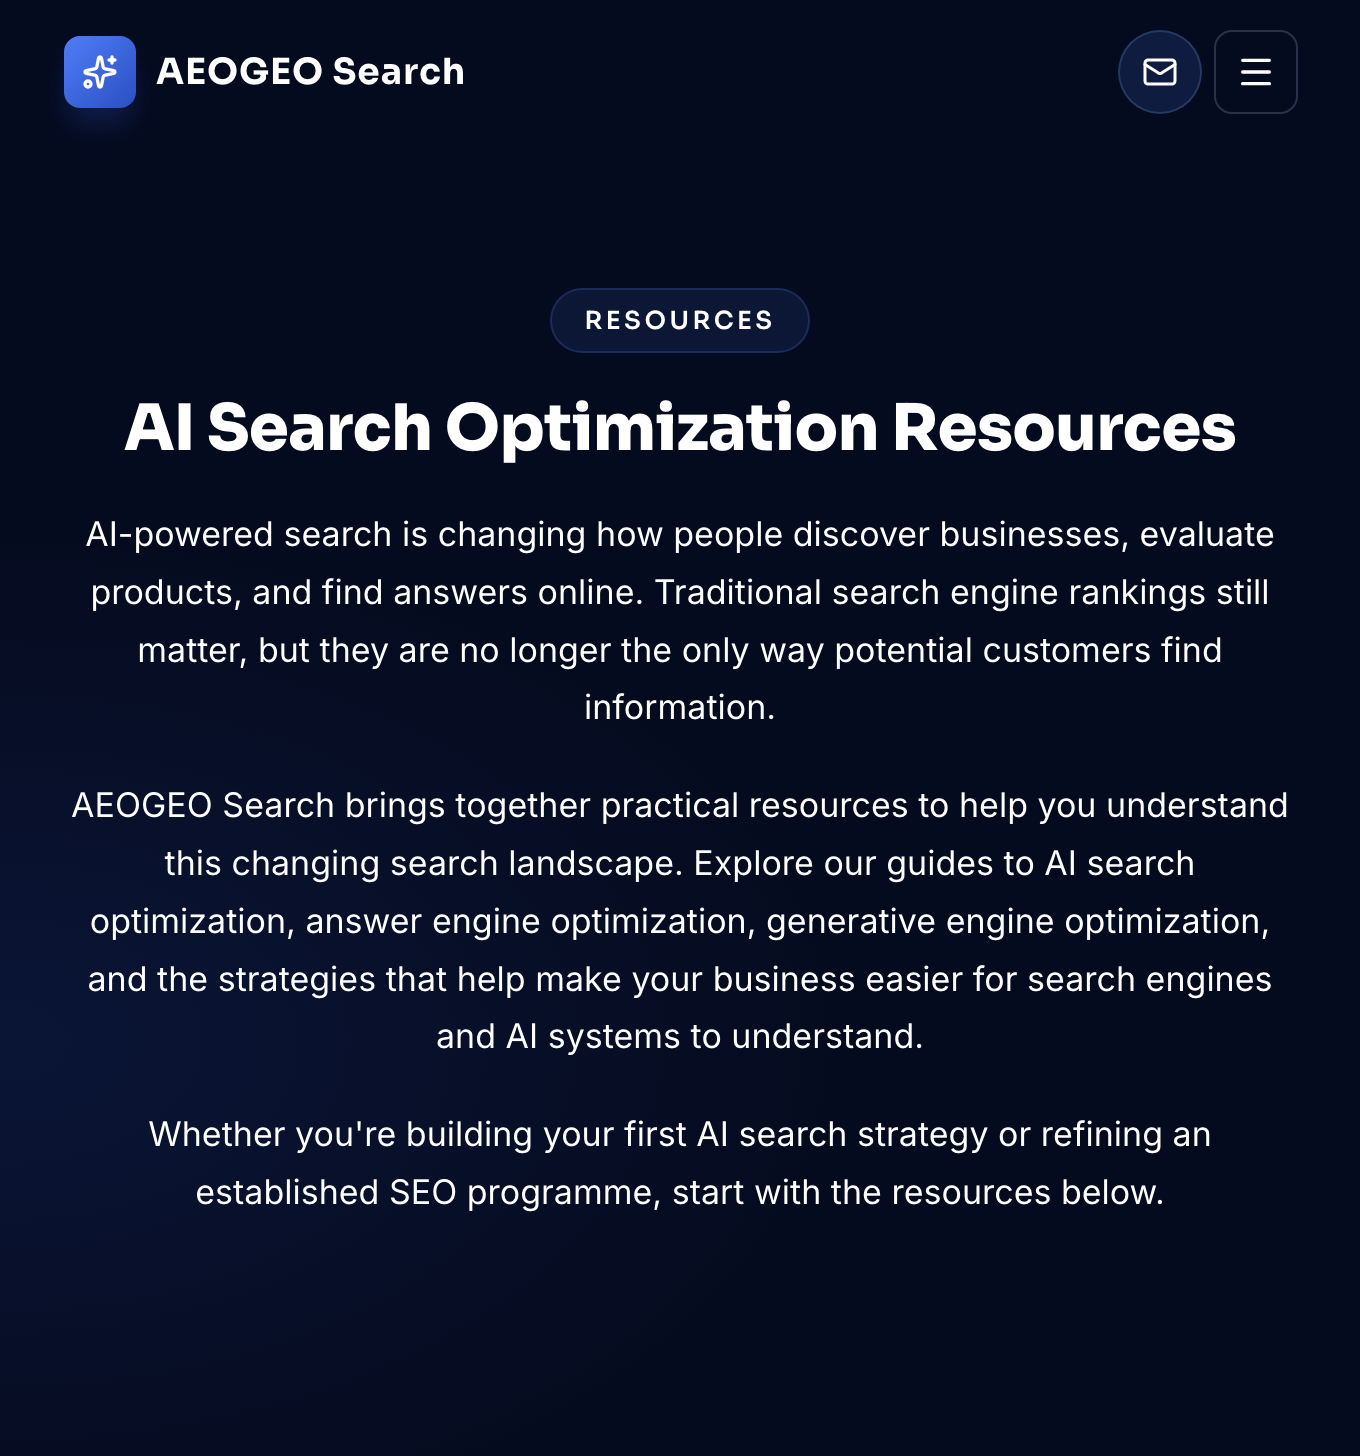 AEOGEO Search
RESOURCES
AI Search Optimization Resources
AI-powered search is changing how people discover businesses, evaluate
products, and find answers online. Traditional search engine rankings still
matter, but they are no longer the only way potential customers find
information.
AEOGEO Search brings together practical resources to help you understand
this changing search landscape. Explore our guides to AI search
optimization, answer engine optimization, generative engine optimization,
and the strategies that help make your business easier for search engines
and AI systems to understand.
Whether you're building your first AI search strategy or refining an
established SEO programme, start with the resources below.